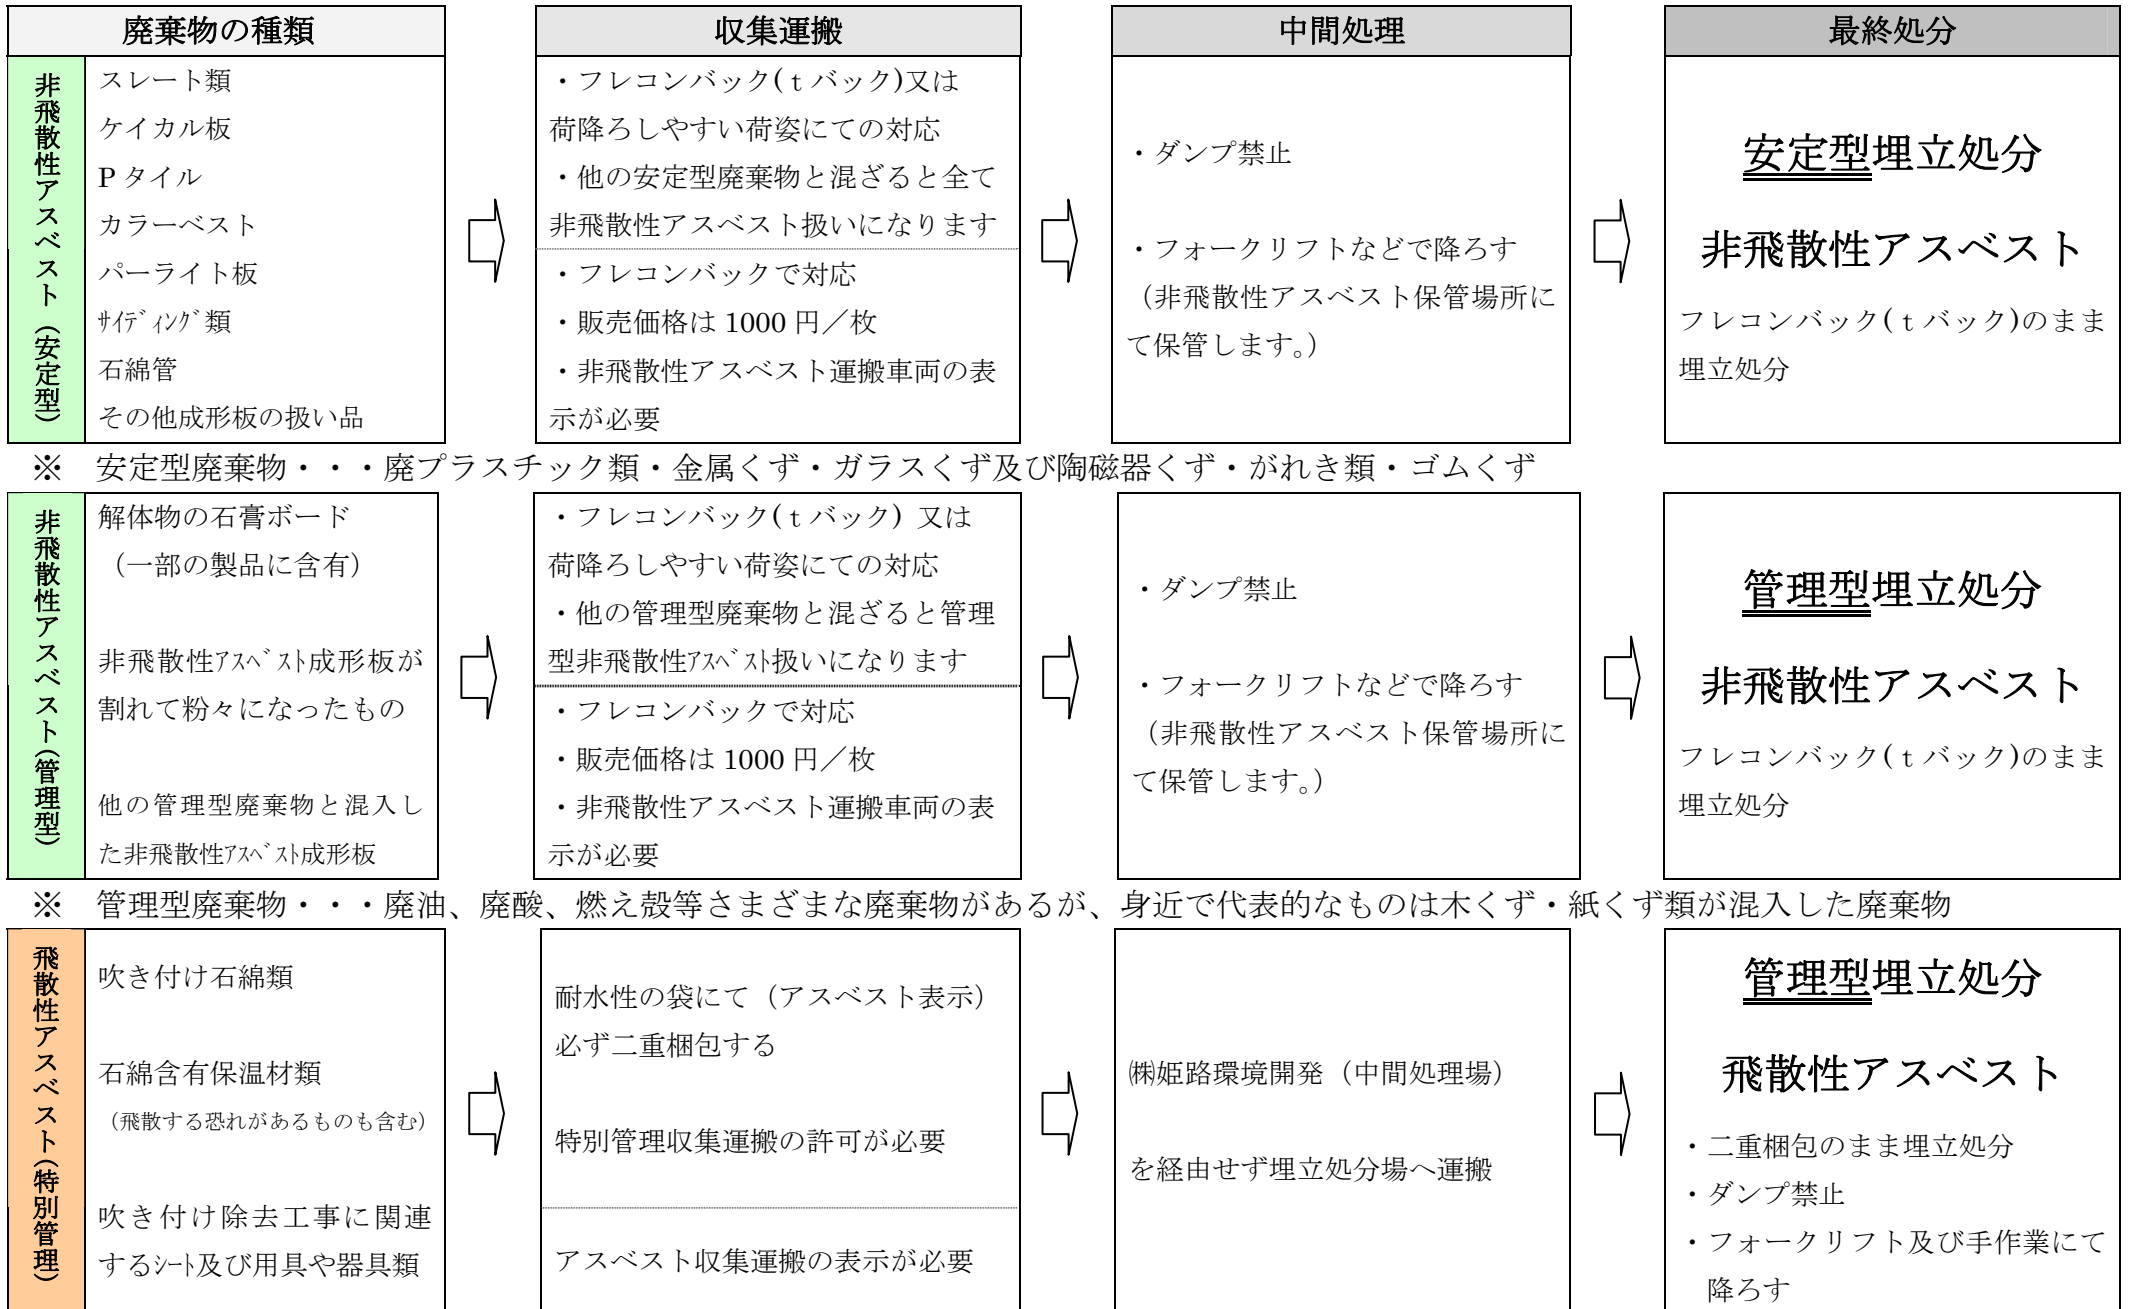 廃棄物の種類
収集運搬
中間処理
最終処分
非飛散性アスベスト（安定型）
スレート類
ケイカル板
Pタイル
カラーベスト
パーライト板
ｻｲﾃﾞｨﾝｸﾞ類
石綿管
その他成形板の扱い品
・フレコンバック(ｔバック)又は
荷降ろしやすい荷姿にての対応
・他の安定型廃棄物と混ざると全て
非飛散性アスベスト扱いになります
・フレコンバックで対応
・販売価格は 1000 円／枚
・非飛散性アスベスト運搬車両の表
示が必要
・ダンプ禁止
・フォークリフトなどで降ろす
（非飛散性アスベスト保管場所に
て保管します。）
安定型埋立処分
非飛散性アスベスト
フレコンバック(ｔバック)のまま
埋立処分
※　安定型廃棄物・・・廃プラスチック類・金属くず・ガラスくず及び陶磁器くず・がれき類・ゴムくず
非飛散性アスベスト（管理型）
解体物の石膏ボード
（一部の製品に含有）
非飛散性ｱｽﾍﾞｽﾄ成形板が
割れて粉々になったもの
他の管理型廃棄物と混入し
た非飛散性ｱｽﾍﾞｽﾄ成形板
・フレコンバック(ｔバック) 又は
荷降ろしやすい荷姿にての対応
・他の管理型廃棄物と混ざると管理
型非飛散性ｱｽﾍﾞｽﾄ扱いになります
・フレコンバックで対応
・販売価格は 1000 円／枚
・非飛散性アスベスト運搬車両の表
示が必要
・ダンプ禁止
・フォークリフトなどで降ろす
（非飛散性アスベスト保管場所に
て保管します。）
管理型埋立処分
非飛散性アスベスト
フレコンバック(ｔバック)のまま
埋立処分
※　管理型廃棄物・・・廃油、廃酸、燃え殻等さまざまな廃棄物があるが、身近で代表的なものは木くず・紙くず類が混入した廃棄物
飛散性アスベスト（特別管理）
吹き付け石綿類
石綿含有保温材類
（飛散する恐れがあるものも含む）
吹き付け除去工事に関連
するｼｰﾄ及び用具や器具類
耐水性の袋にて（アスベスト表示）
必ず二重梱包する
特別管理収集運搬の許可が必要
アスベスト収集運搬の表示が必要
㈱姫路環境開発（中間処理場）
を経由せず埋立処分場へ運搬
管理型埋立処分
飛散性アスベスト
・二重梱包のまま埋立処分
・ダンプ禁止
・フォークリフト及び手作業にて
降ろす